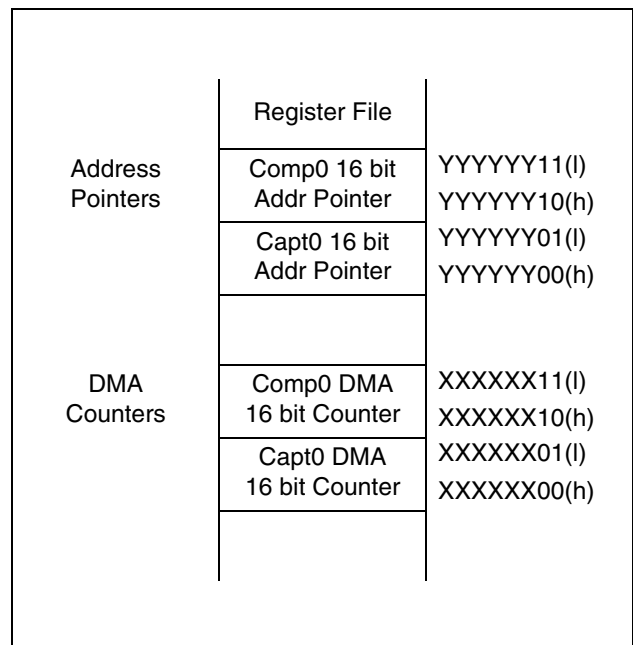 Register File
Address
Pointers
Comp0 16 bit
Addr Pointer
YYYYYY11(l)
YYYYYY10(h)
Capt0 16 bit
Addr Pointer
YYYYYY01(l)
YYYYYY00(h)
DMA
Counters
Comp0 DMA
16 bit Counter
XXXXXX11(l)
XXXXXX10(h)
Capt0 DMA
16 bit Counter
XXXXXX01(l)
XXXXXX00(h)